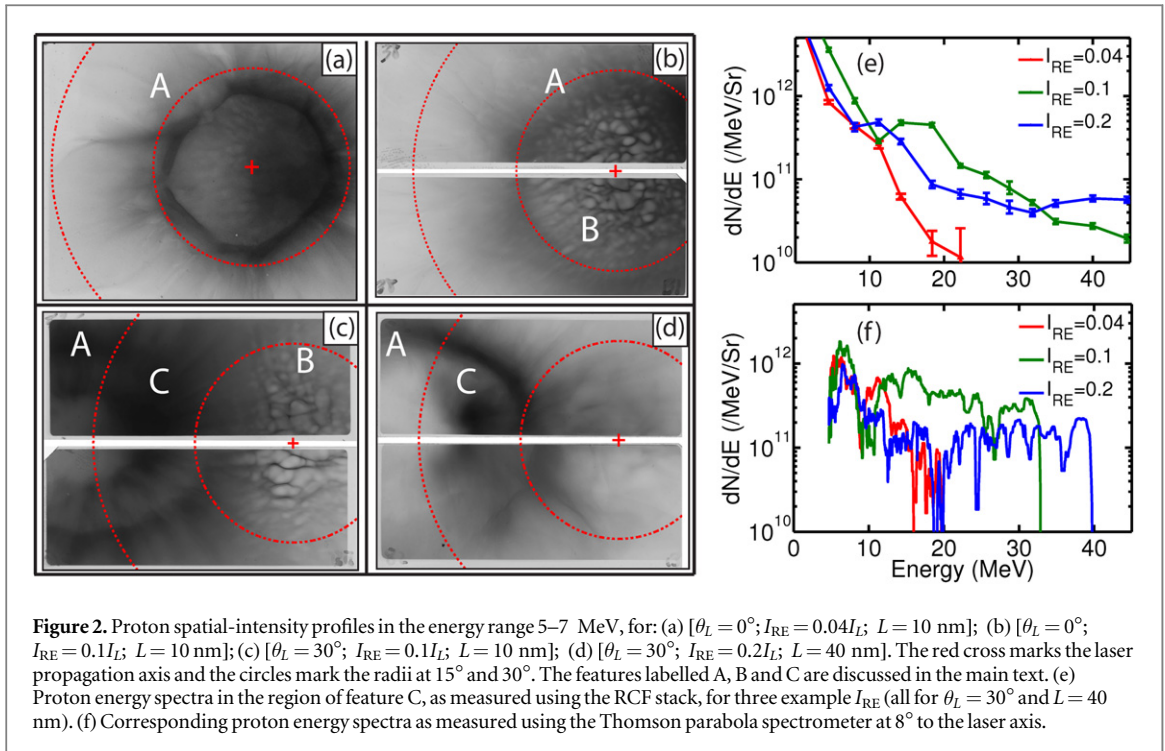 (a)
A
(b)
A
B
(c)
A
B
C
(d)
A
C
(e)
I_RE=0.04
I_RE=0.1
I_RE=0.2
dN/dE (/MeV/Sr)
10^12
10^11
10^10
10 20 30 40
(f)
I_RE=0.04
I_RE=0.1
I_RE=0.2
dN/dE (/MeV/Sr)
10^12
10^11
10^10
0 10 20 30 40
Energy (MeV)
Figure 2. Proton spatial-intensity profiles in the energy range 5–7 MeV, for: (a) [θ_L = 0°; I_RE = 0.04I_L; L = 10 nm]; (b) [θ_L = 0°;
I_RE = 0.1I_L; L = 10 nm]; (c) [θ_L = 30°; I_RE = 0.1I_L; L = 10 nm]; (d) [θ_L = 30°; I_RE = 0.2I_L; L = 40 nm]. The red cross marks the laser
propagation axis and the circles mark the radii at 15° and 30°. The features labelled A, B and C are discussed in the main text. (e)
Proton energy spectra in the region of feature C, as measured using the RCF stack, for three example I_RE (all for θ_L = 30° and L = 40
nm). (f) Corresponding proton energy spectra as measured using the Thomson parabola spectrometer at 8° to the laser axis.